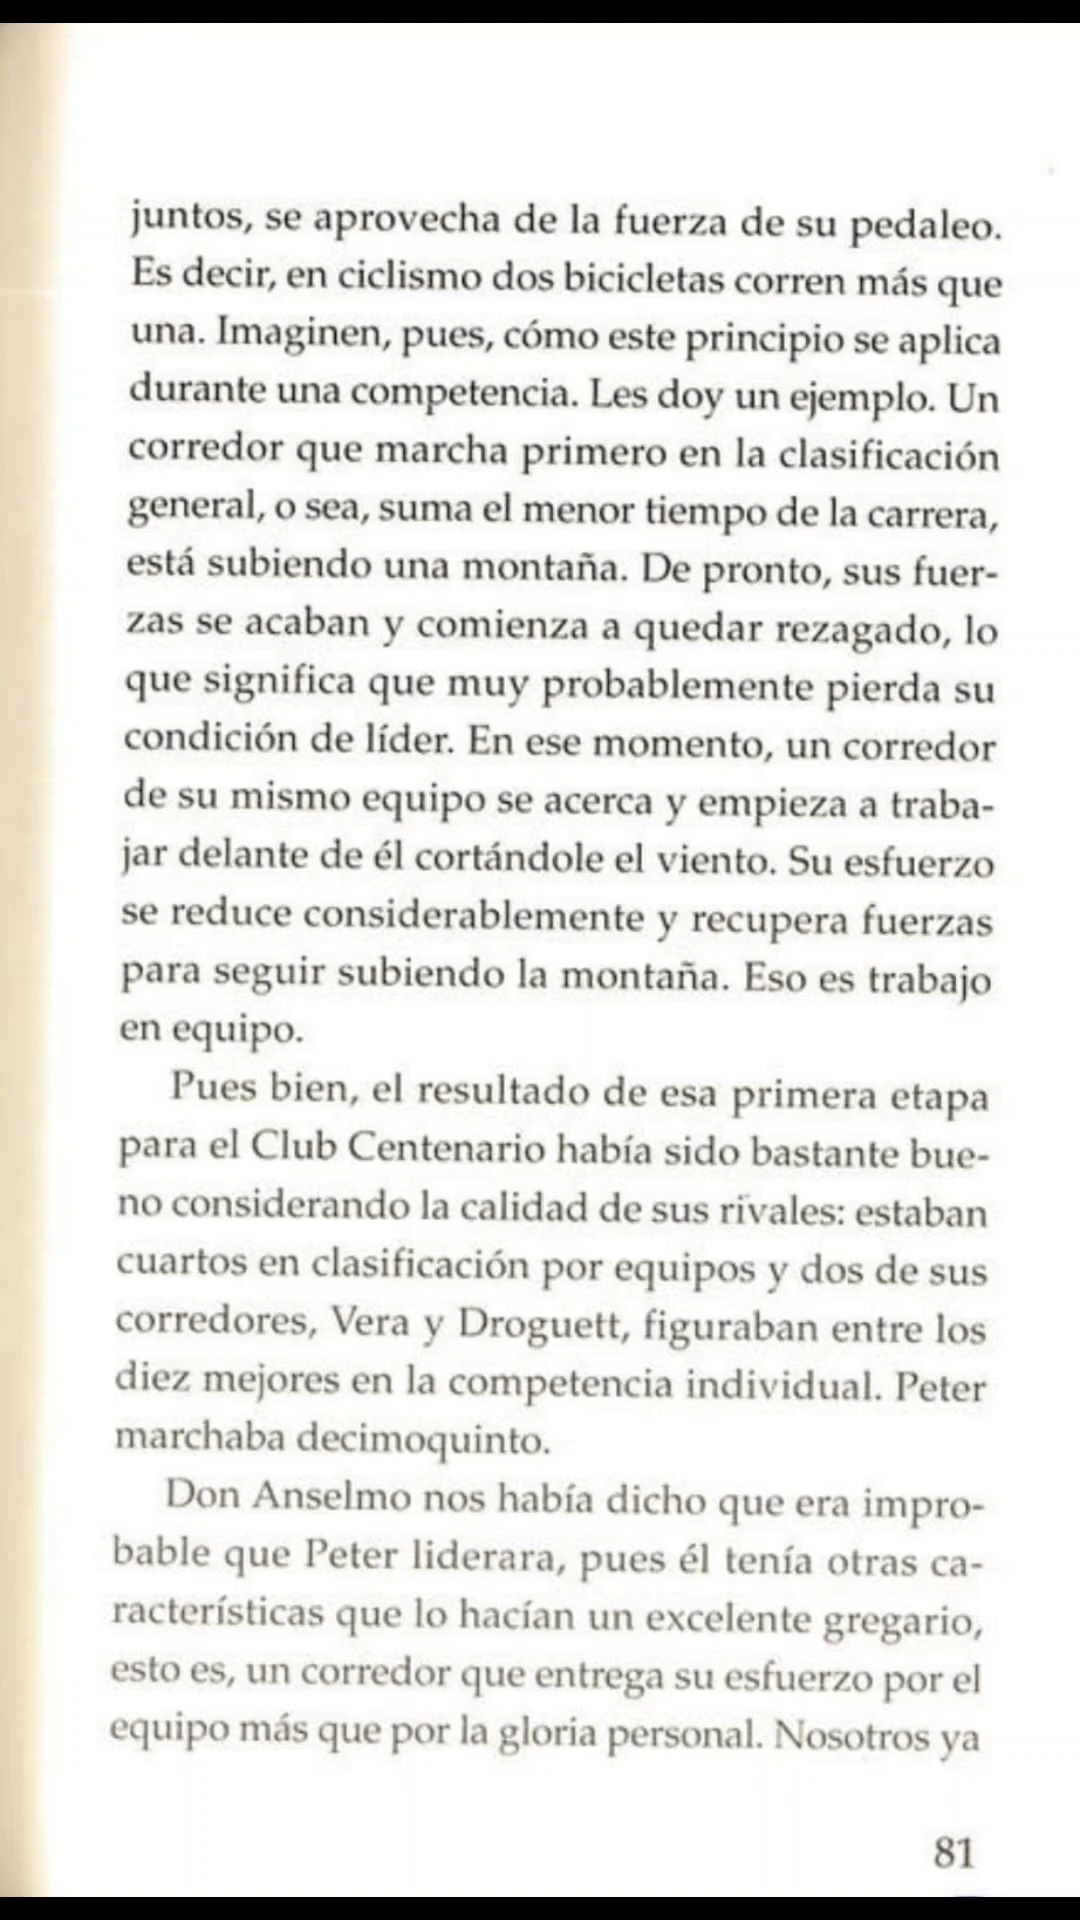 juntos, se aprovecha de la fuerza de su pedaleo.
Es decir, en ciclismo dos bicicletas corren más que
una. Imaginen, pues, cómo este principio se aplica
durante una competencia. Les doy un ejemplo. Un
corredor que marcha primero en la clasificación
general, o sea, suma el menor tiempo de la carrera,
está subiendo una montaña. De pronto, sus fuer-
zas se acaban y comienza a quedar rezagado, lo
que significa que muy probablemente pierda su
condición de líder. En ese momento, un corredor
de su mismo equipo se acerca y empieza a traba-
jar delante de él cortándole el viento. Su esfuerzo
se reduce considerablemente y recupera fuerzas
para seguir subiendo la montaña. Eso es trabajo
en equipo.
Pues bien, el resultado de esa primera etapa
para el Club Centenario había sido bastante bue-
no considerando la calidad de sus rivales: estaban
cuartos en clasificación por equipos y dos de sus
corredores, Vera y Droguett, figuraban entre los
diez mejores en la competencia individual. Peter
marchaba decimoquinto.
Don Anselmo nos había dicho que era impro-
bable que Peter liderara, pues él tenía otras ca-
racterísticas que lo hacían un excelente gregario,
esto es, un corredor que entrega su esfuerzo por el
equipo más que por la gloria personal. Nosotros ya
81